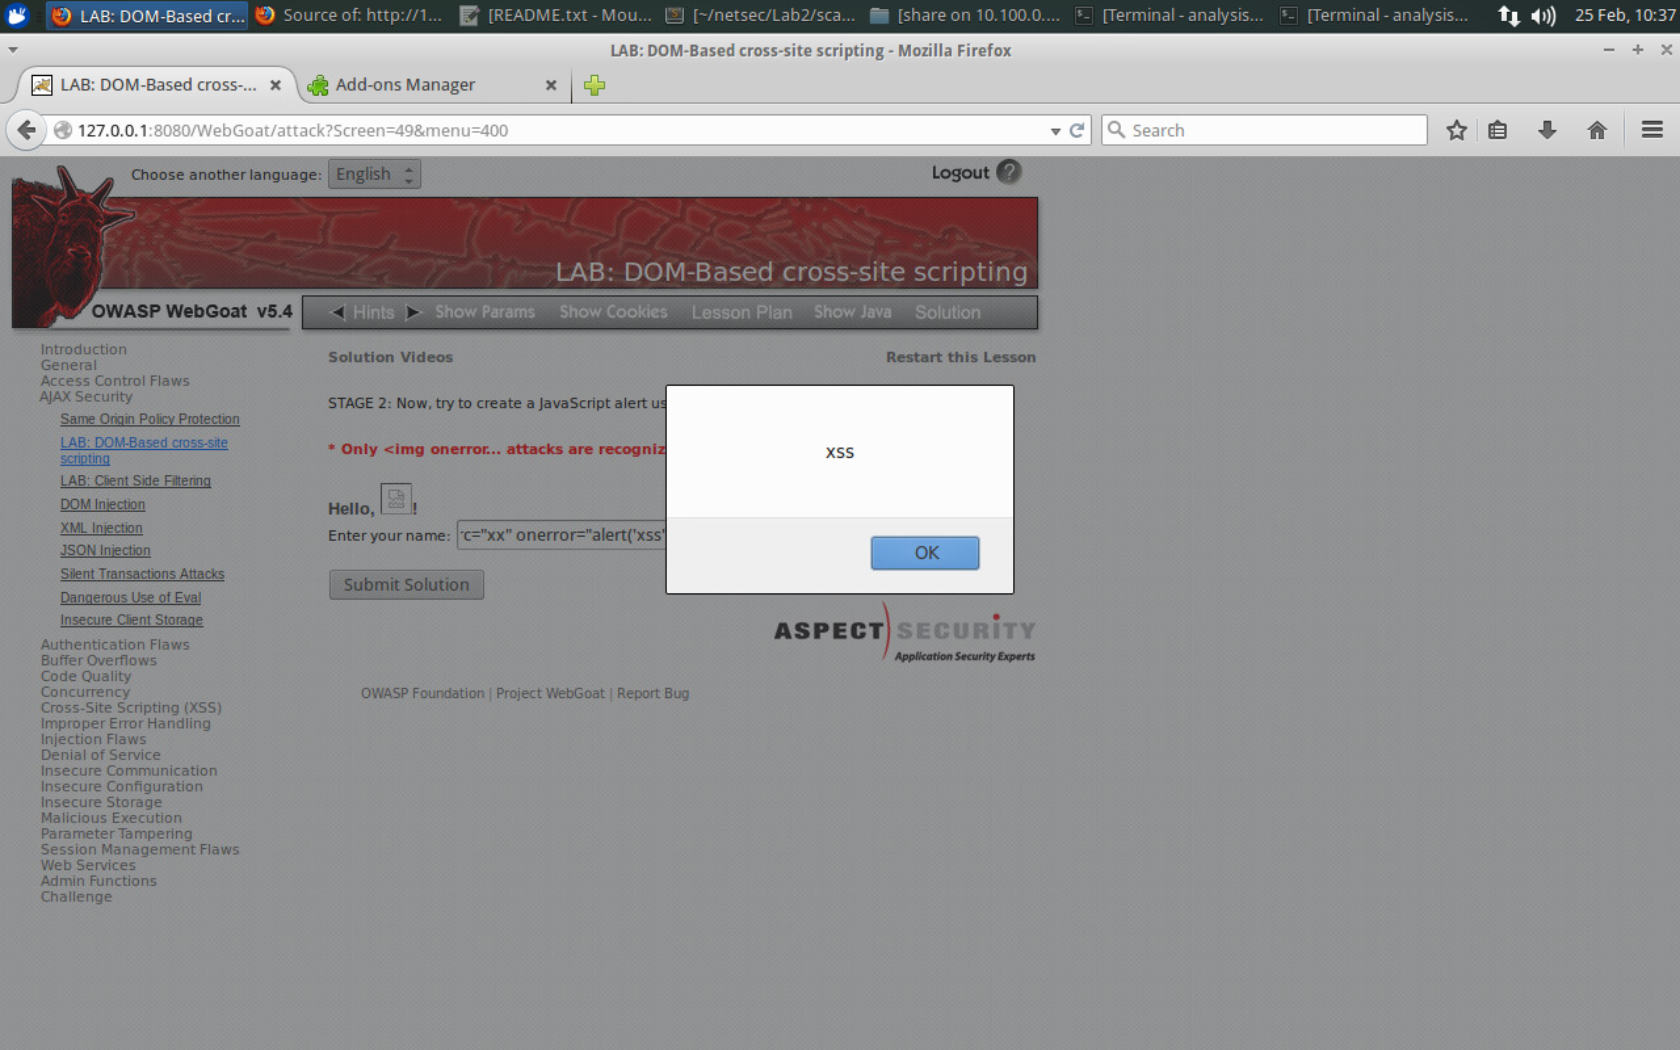 LAB: DOM-Based cr... Source of: http://1... [README.txt - Mou... [~/netsec/Lab2/sca... [share on 10.100.0.... [Terminal - analysis... [Terminal - analysis... 25 Feb, 10:37
LAB: DOM-Based cross-site scripting - Mozilla Firefox
LAB: DOM-Based cross-... Add-ons Manager
127.0.0.1:8080/WebGoat/attack?Screen=49&menu=400 Search
Choose another language: English Logout ?
LAB: DOM-Based cross-site scripting
OWASP WebGoat v5.4 Hints Show Params Show Cookies Lesson Plan Show Java Solution
Solution Videos Restart this Lesson
STAGE 2: Now, try to create a JavaScript alert us
* Only <img onerror... attacks are recogniz
Hello, !
Enter your name: c="xx" onerror="alert('xss'
Submit Solution
xss
OK
ASPECT SECURITY
Application Security Experts
OWASP Foundation | Project WebGoat | Report Bug
Introduction
General
Access Control Flaws
AJAX Security
Same Origin Policy Protection
LAB: DOM-Based cross-site
scripting
LAB: Client Side Filtering
DOM Injection
XML Injection
JSON Injection
Silent Transactions Attacks
Dangerous Use of Eval
Insecure Client Storage
Authentication Flaws
Buffer Overflows
Code Quality
Concurrency
Cross-Site Scripting (XSS)
Improper Error Handling
Injection Flaws
Denial of Service
Insecure Communication
Insecure Configuration
Insecure Storage
Malicious Execution
Parameter Tampering
Session Management Flaws
Web Services
Admin Functions
Challenge